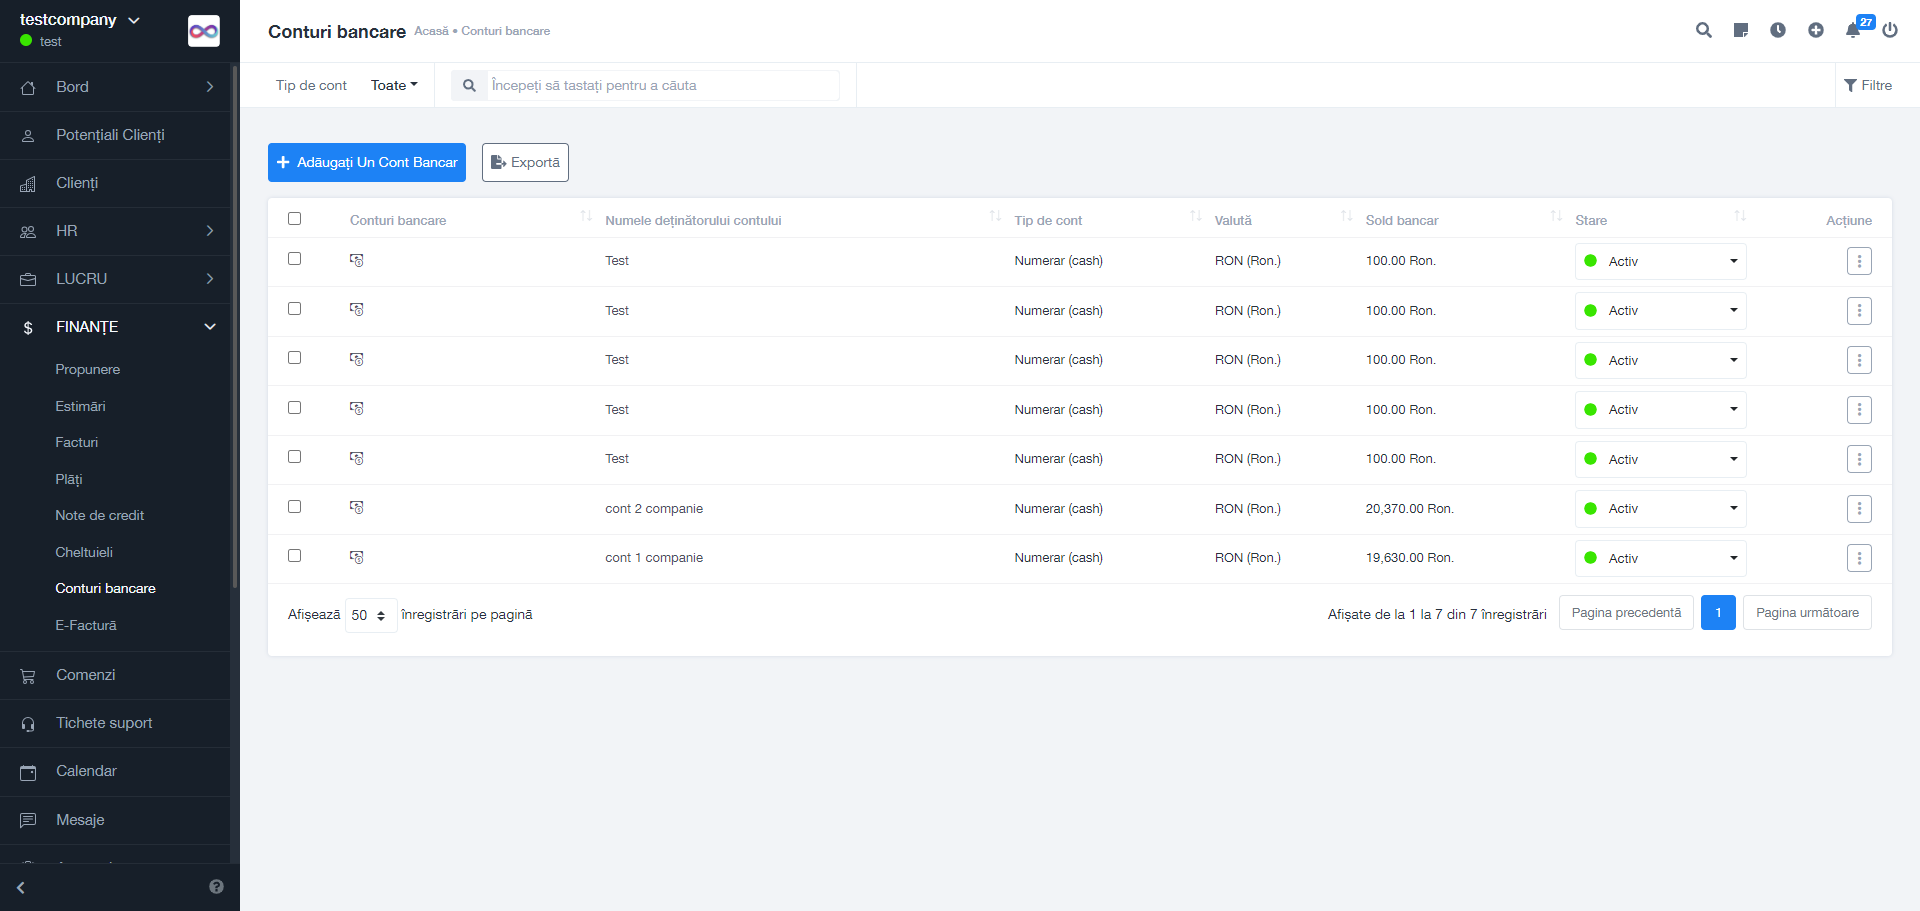 testcompany
test
Bord
Potențiali Clienți
Clienți
HR
LUCRU
$ FINANȚE
Propunere
Estimări
Facturi
Plăți
Note de credit
Cheltuieli
Conturi bancare
E-Factură
Comenzi
Tichete suport
Calendar
Mesaje
Conturi bancare Acasă • Conturi bancare
27
Tip de cont Toate Începeți să tastați pentru a căuta Filtre
Adăugați Un Cont Bancar Exportă
Conturi bancare Numele deținătorului contului Tip de cont Valută Sold bancar Stare Acțiune
Test Numerar (cash) RON (Ron.) 100.00 Ron. Activ
Test Numerar (cash) RON (Ron.) 100.00 Ron. Activ
Test Numerar (cash) RON (Ron.) 100.00 Ron. Activ
Test Numerar (cash) RON (Ron.) 100.00 Ron. Activ
Test Numerar (cash) RON (Ron.) 100.00 Ron. Activ
cont 2 companie Numerar (cash) RON (Ron.) 20,370.00 Ron. Activ
cont 1 companie Numerar (cash) RON (Ron.) 19,630.00 Ron. Activ
Afișează 50 înregistrări pe pagină Afișate de la 1 la 7 din 7 înregistrări Pagina precedentă 1 Pagina următoare